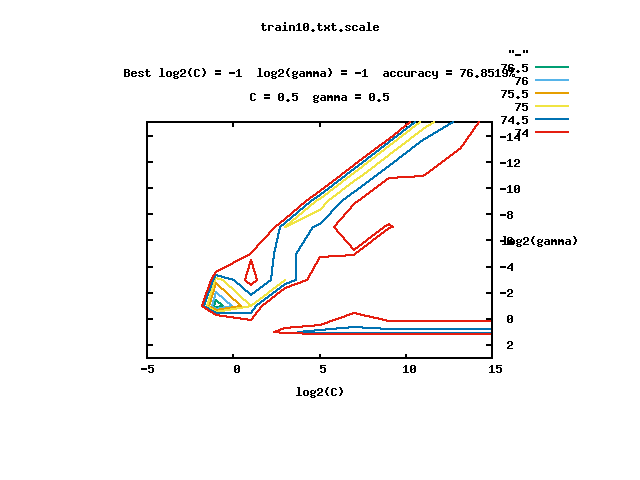 train10.txt.scale
"-"
Best log2(C) = -1  log2(gamma) = -1  accuracy = 76.8519%
76.5
76
C = 0.5  gamma = 0.5
75.5
75
74.5
74
-14
-12
-10
-8
-6
log2(gamma)
-4
-2
0
2
-5 0 5 10 15
log2(C)